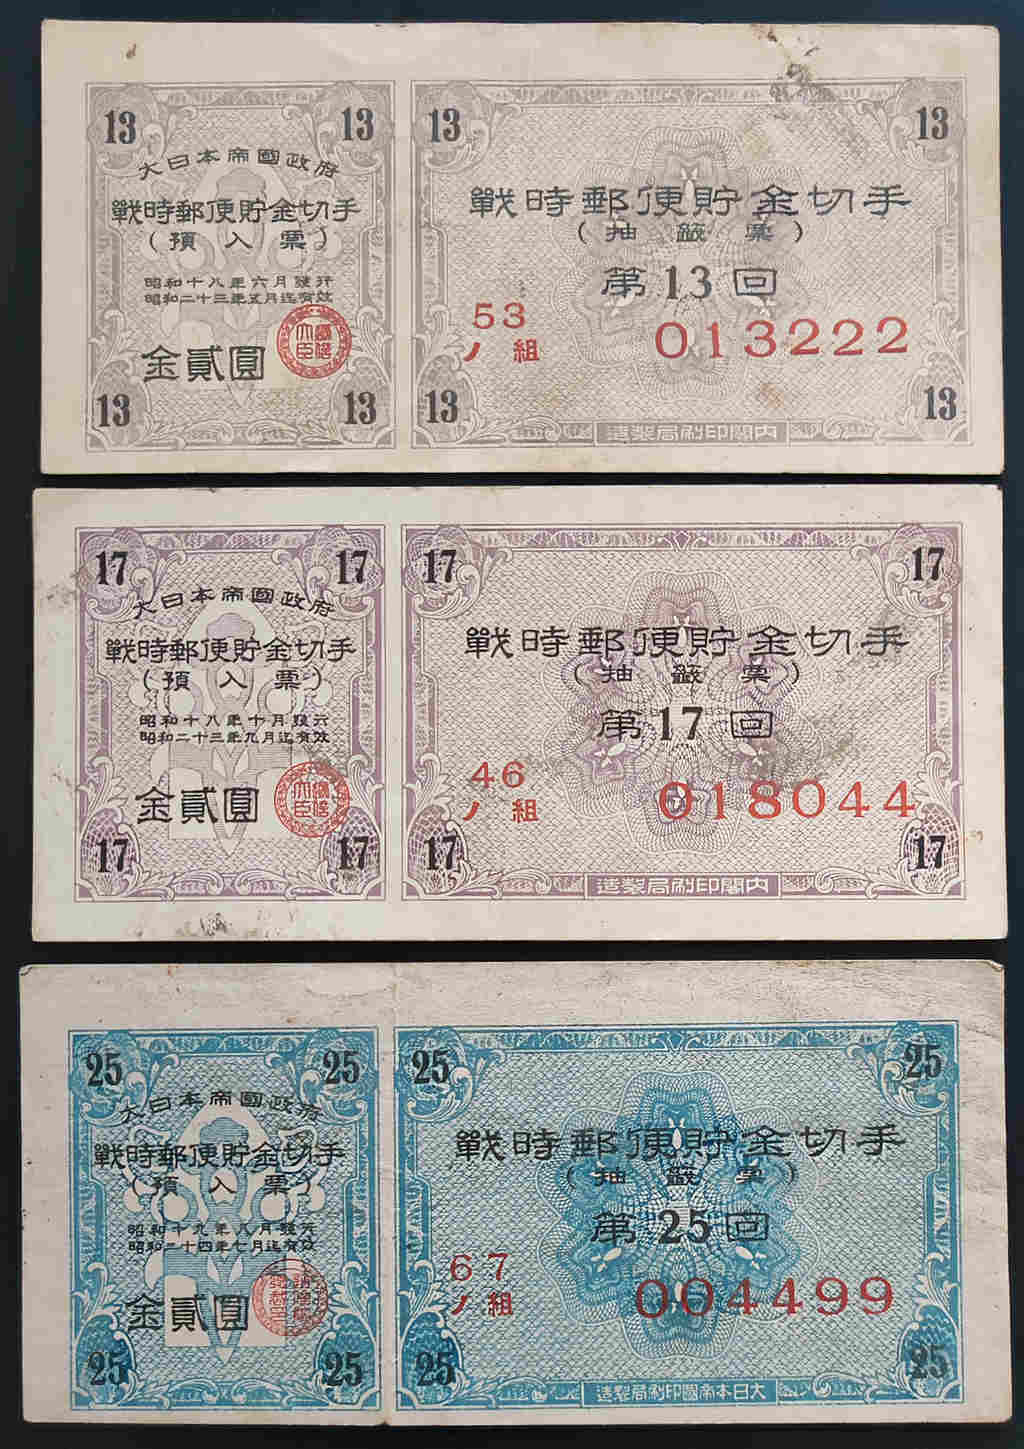 13 13
大日本帝國政府
戰時郵便貯金切手
(預入票)
昭和十八年六月發行
昭和二十三年五月迄有效
金貳圓
13 13
13 13
戰時郵便貯金切手
(抽籤票)
第13回
53
ノ組
013222
13 13
内閣印刷局製造
17 17
大日本帝國政府
戰時郵便貯金切手
(預入票)
昭和十八年十月發行
昭和二十三年九月迄有效
金貳圓
17 17
17 17
戰時郵便貯金切手
(抽籤票)
第17回
46
ノ組
018044
17 17
内閣印刷局製造
25 25
大日本帝國政府
戰時郵便貯金切手
(預入票)
昭和十九年八月發行
昭和二十四年七月迄有效
金貳圓
25 25
25 25
戰時郵便貯金切手
(抽籤票)
第25回
67
ノ組
004499
25 25
大日本帝國印刷局製造